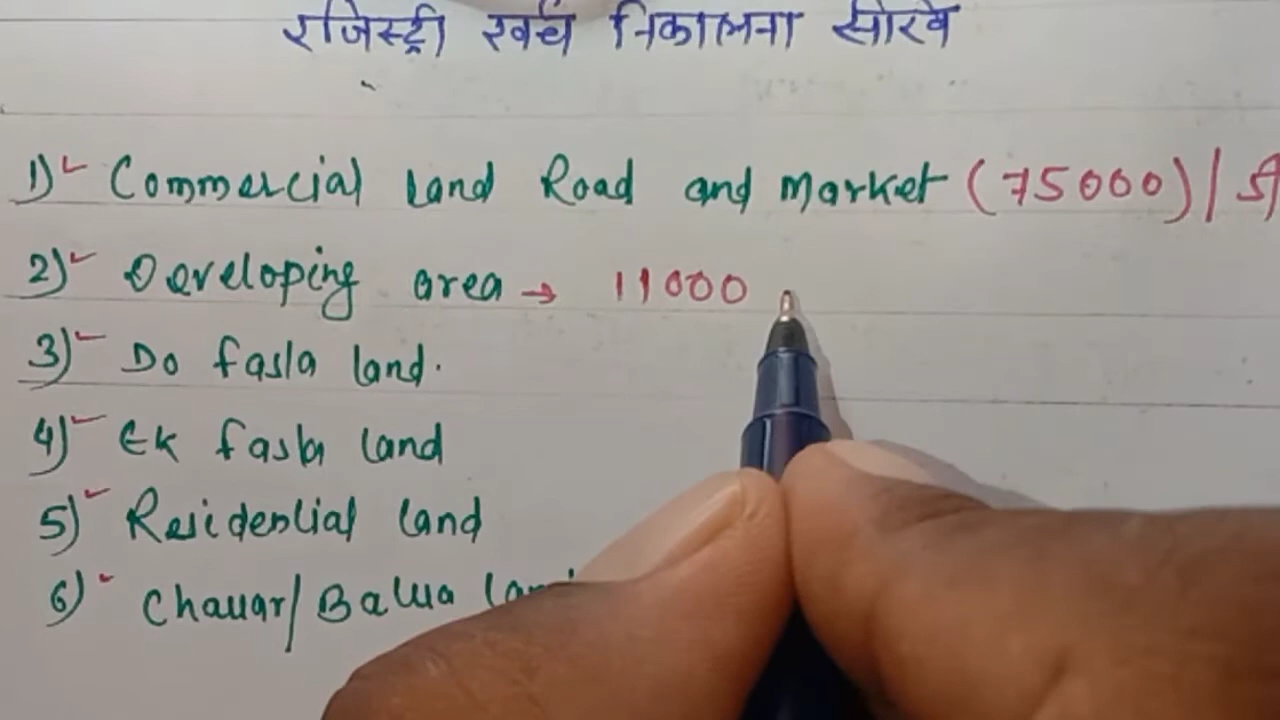 रजिस्ट्री खर्च निकालना सीखे
1) Commercial land Road and market (75000)/डी
2) Developing area → 11000
3) Do fasla land.
4) Ek fasla land
5) Residential land
6) Chauar/Balua